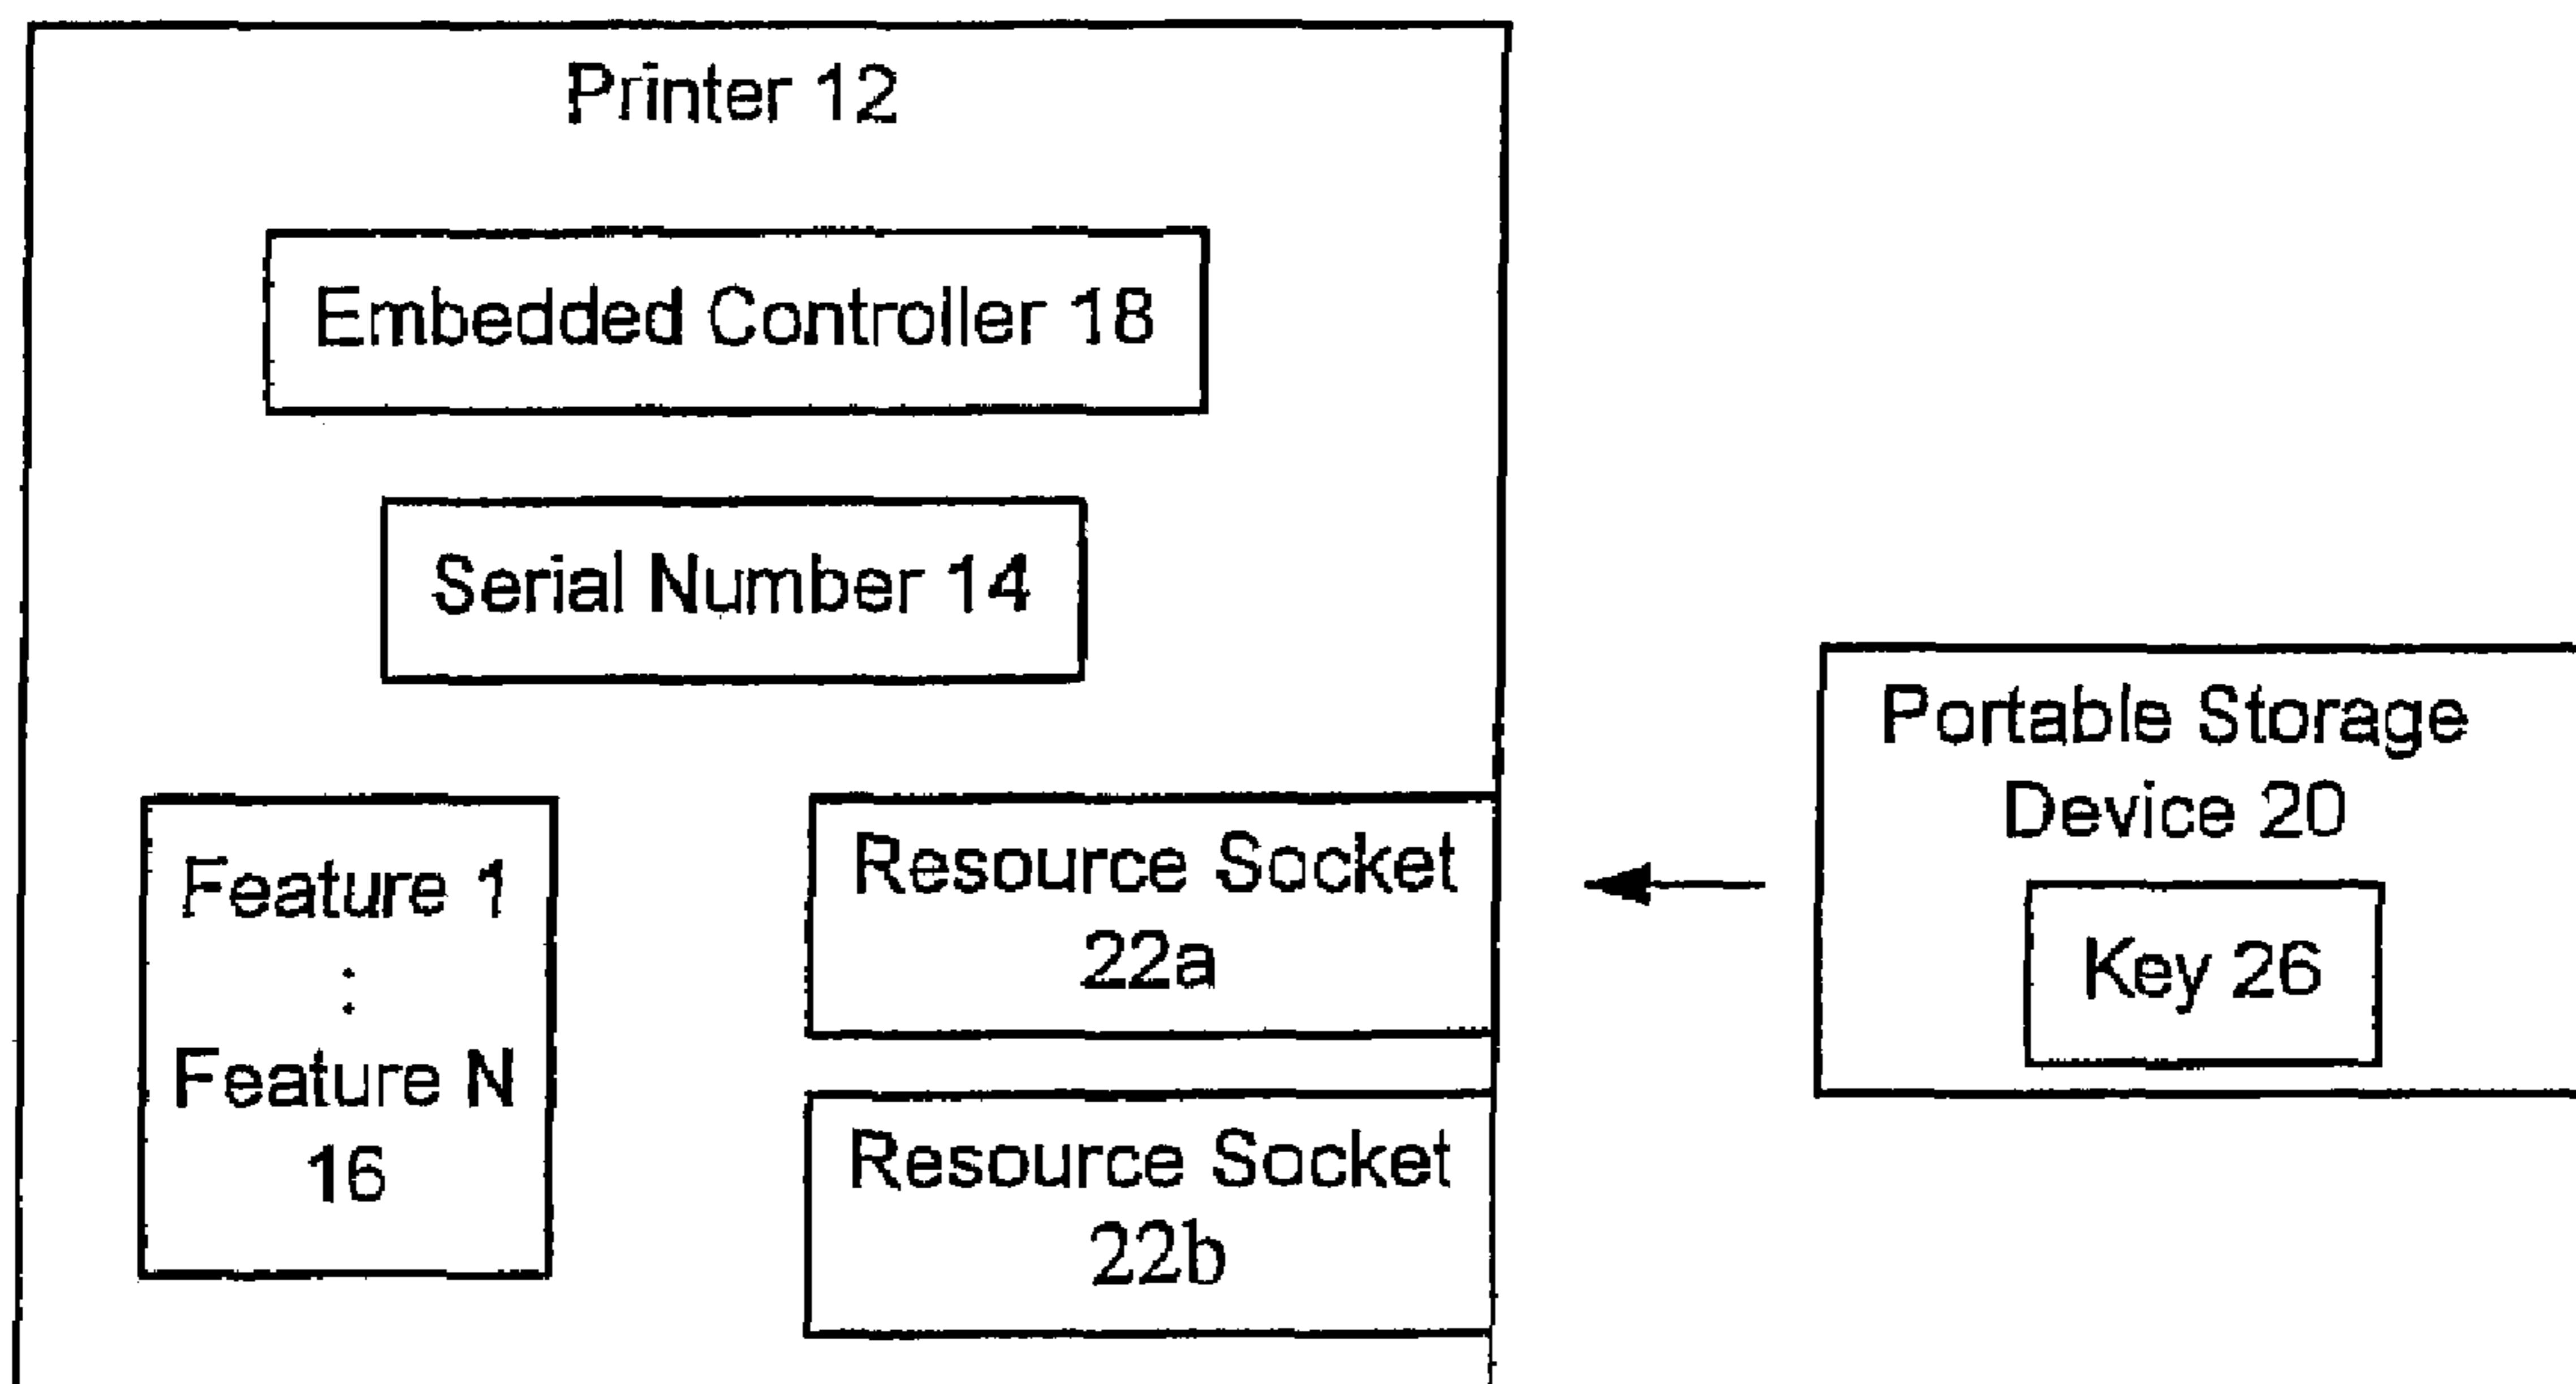 Printer 12
Embedded Controller 18
Serial Number 14
Feature 1
:
Feature N
16
Resource Socket
22a
Resource Socket
22b
Portable Storage
Device 20
Key 26